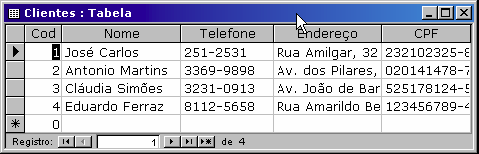 Clientes : Tabela
Cod Nome Telefone Endereço CPF
1 José Carlos 251-2531 Rua Amilgar, 32 232102325-8
2 Antonio Martins 3369-9898 Av. dos Pilares, 020141478-7
3 Cláudia Simões 3231-0913 Av. João de Bar 525178124-5
4 Eduardo Ferraz 8112-5658 Rua Amarildo Be 123456789-4
0
Registro: 1 de 4